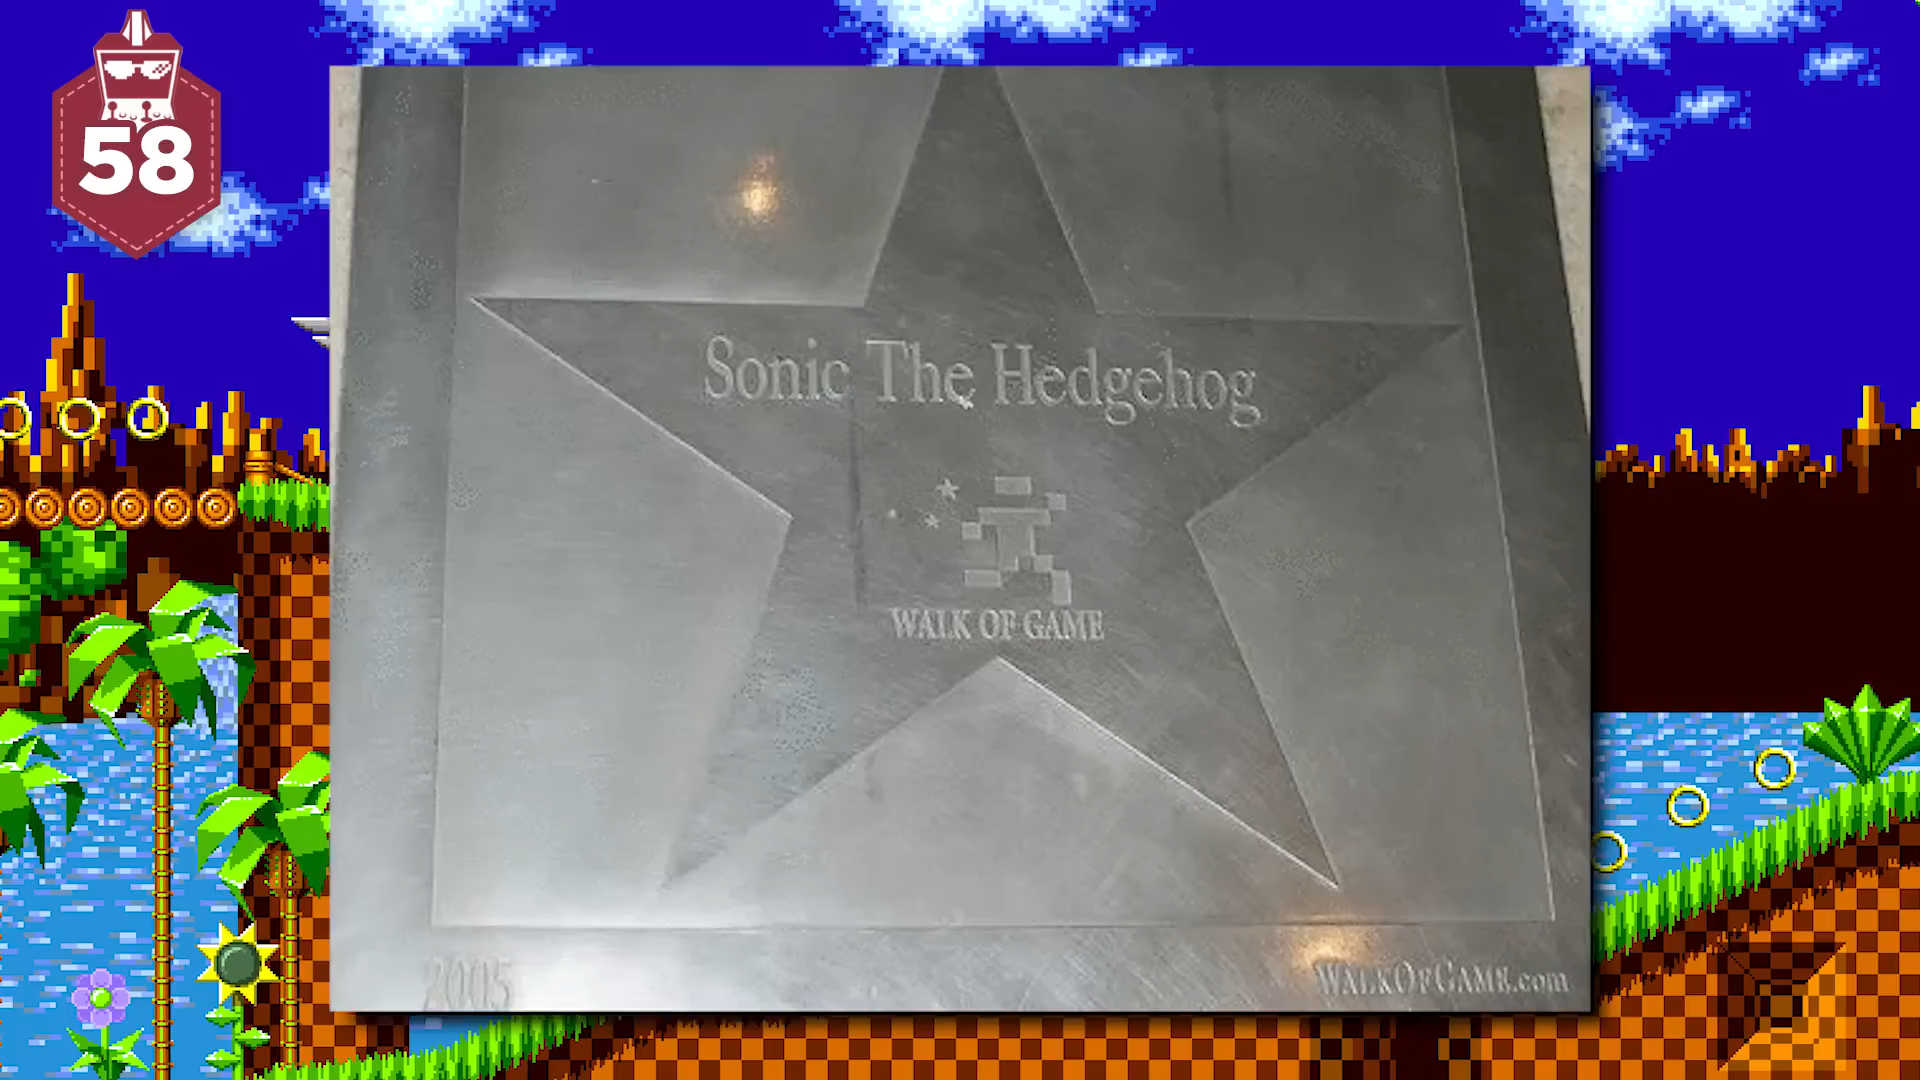 58
Sonic The Hedgehog
WALK OF GAME
2005
WALKOFGAME.com